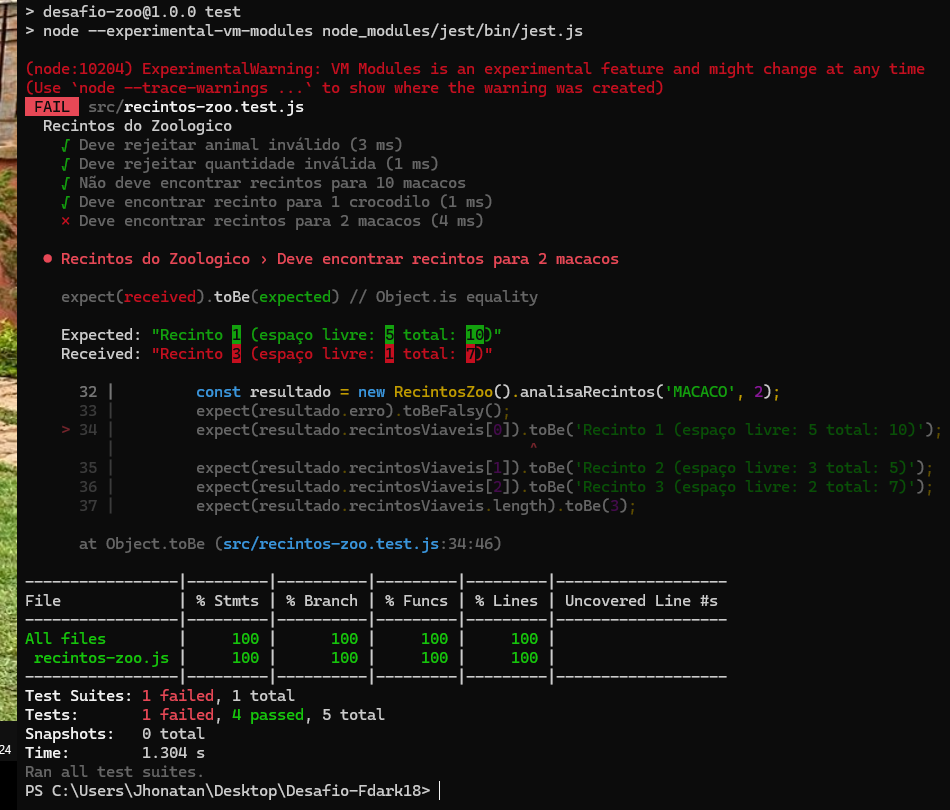 > desafio-zoo@1.0.0 test
> node --experimental-vm-modules node_modules/jest/bin/jest.js
(node:10204) ExperimentalWarning: VM Modules is an experimental feature and might change at any time
(Use `node --trace-warnings ...` to show where the warning was created)
FAIL src/recintos-zoo.test.js
Recintos do Zoologico
√ Deve rejeitar animal inválido (3 ms)
√ Deve rejeitar quantidade inválida (1 ms)
√ Não deve encontrar recintos para 10 macacos
√ Deve encontrar recinto para 1 crocodilo (1 ms)
× Deve encontrar recintos para 2 macacos (4 ms)
● Recintos do Zoologico › Deve encontrar recintos para 2 macacos
expect(received).toBe(expected) // Object.is equality
Expected: "Recinto 1 (espaço livre: 5 total: 10)"
Received: "Recinto 3 (espaço livre: 1 total: 7)"
32 | const resultado = new RecintosZoo().analisaRecintos('MACACO', 2);
33 | expect(resultado.erro).toBeFalsy();
> 34 | expect(resultado.recintosViaveis[0]).toBe('Recinto 1 (espaço livre: 5 total: 10)');
| ^
35 | expect(resultado.recintosViaveis[1]).toBe('Recinto 2 (espaço livre: 3 total: 5)');
36 | expect(resultado.recintosViaveis[2]).toBe('Recinto 3 (espaço livre: 2 total: 7)');
37 | expect(resultado.recintosViaveis.length).toBe(3);
at Object.toBe (src/recintos-zoo.test.js:34:46)
-----------------|---------|----------|---------|---------|-------------------
File | % Stmts | % Branch | % Funcs | % Lines | Uncovered Line #s
-----------------|---------|----------|---------|---------|-------------------
All files | 100 | 100 | 100 | 100 |
recintos-zoo.js | 100 | 100 | 100 | 100 |
-----------------|---------|----------|---------|---------|-------------------
Test Suites: 1 failed, 1 total
Tests: 1 failed, 4 passed, 5 total
Snapshots: 0 total
24
Time: 1.304 s
Ran all test suites.
PS C:\Users\Jhonatan\Desktop\Desafio-Fdark18>